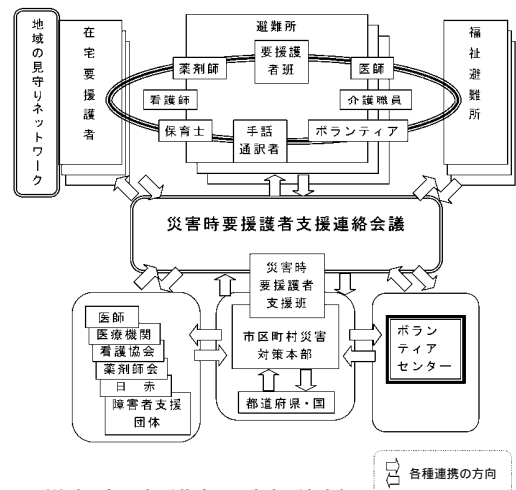 地域の見守りネットワーク
在宅要援護者
避難所
要援護
者班
薬剤師
医師
看護師
介護職員
保育士
手話
通訳者
ボランティア
福祉避難所
災害時要援護者支援連絡会議
災害時
要援護者
支援班
市区町村災害
対策本部
都道府県・国
医師
医療機関
看護協会
薬剤師会
日赤
障害者支援
団体
ボラン
ティア
センター
各種連携の方向